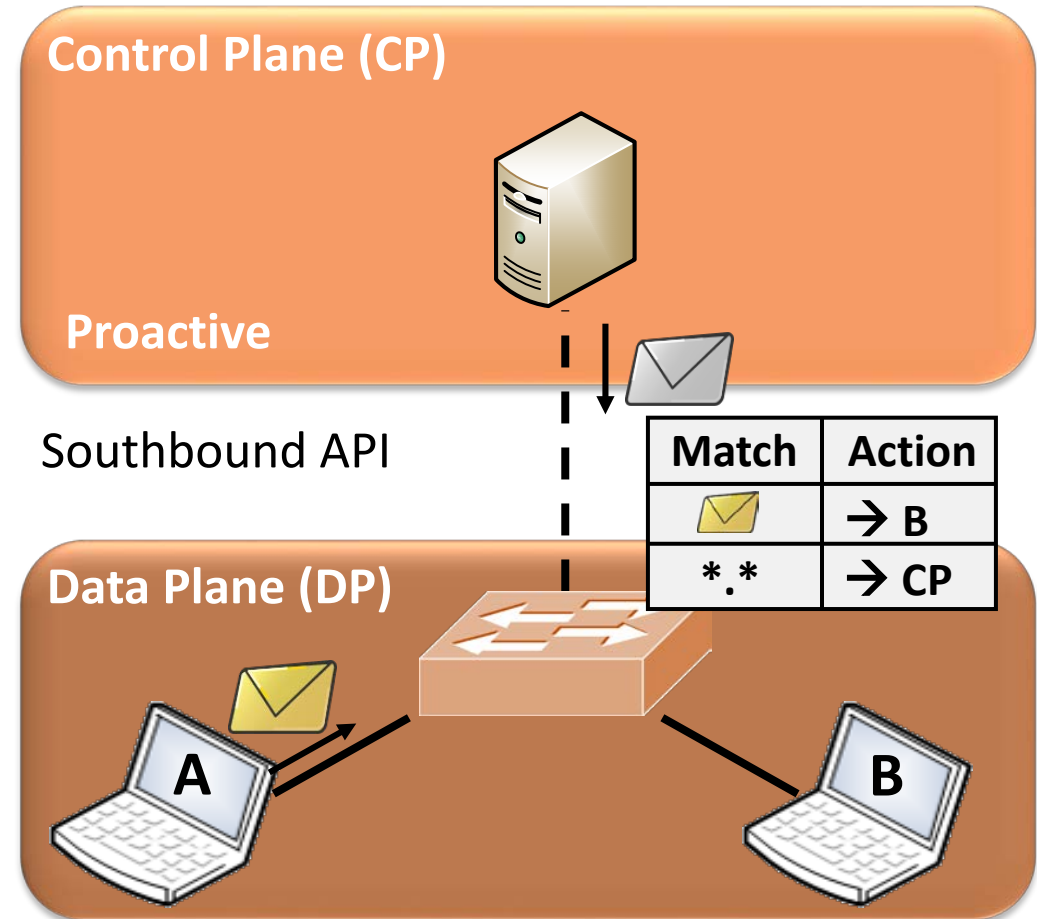 Control Plane (CP)
Proactive
Southbound API
Match Action
→ B
*.* → CP
Data Plane (DP)
A
B